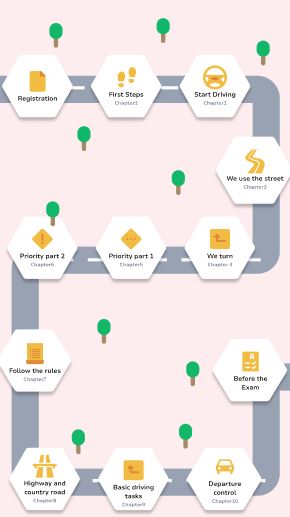 Registration
First Steps
Chapter1
Start Driving
Chapter2
We use the street
Chapter3
Priority part 2
Chapter6
Priority part 1
Chapter5
We turn
Chapter 4
Follow the rules
Chapter7
Before the
Exam
Highway and
country road
Chapter8
Basic driving
tasks
Chapter9
Departure
control
Chapter10